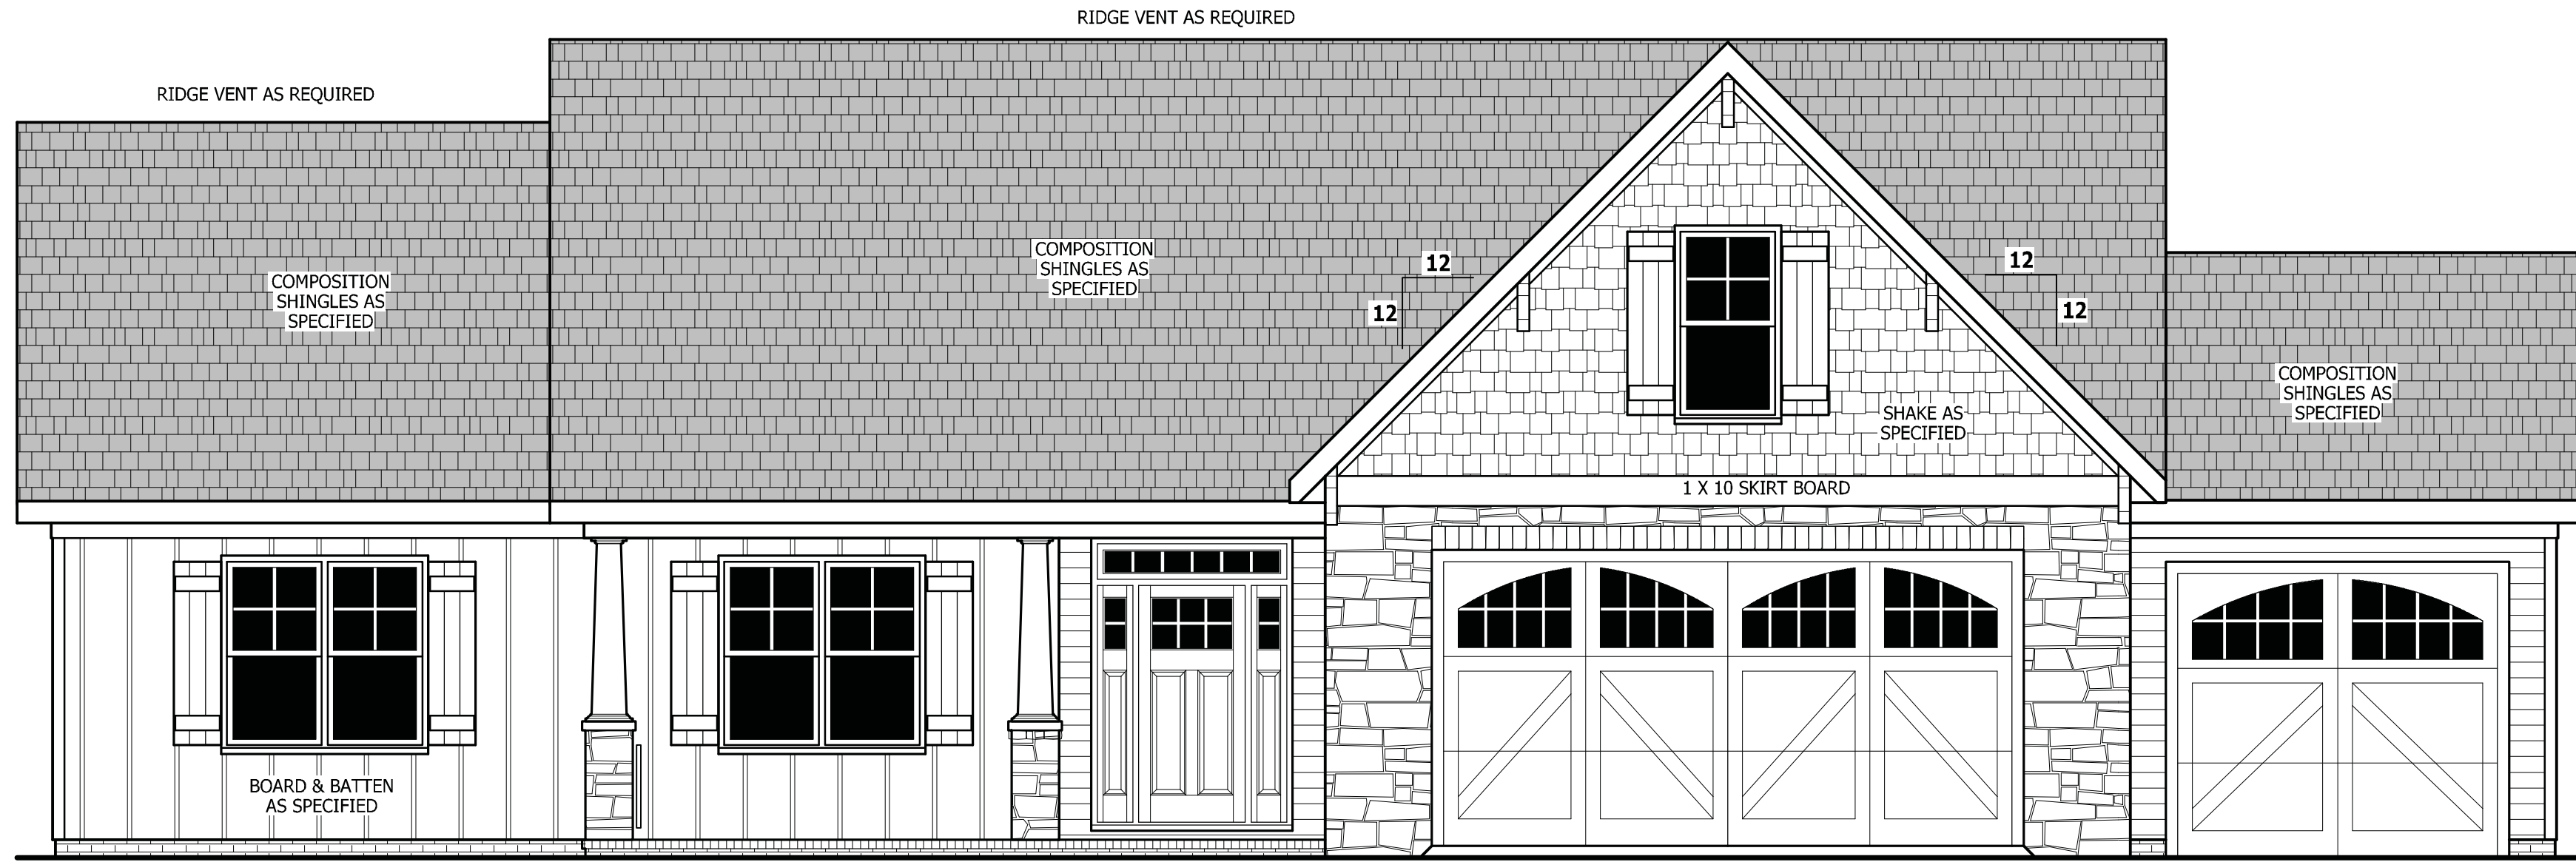 RIDGE VENT AS REQUIRED
RIDGE VENT AS REQUIRED
COMPOSITION
SHINGLES AS
SPECIFIED
COMPOSITION
SHINGLES AS
SPECIFIED
12
12
12
12
COMPOSITION
SHINGLES AS
SPECIFIED
SHAKE AS
SPECIFIED
1 X 10 SKIRT BOARD
BOARD & BATTEN
AS SPECIFIED